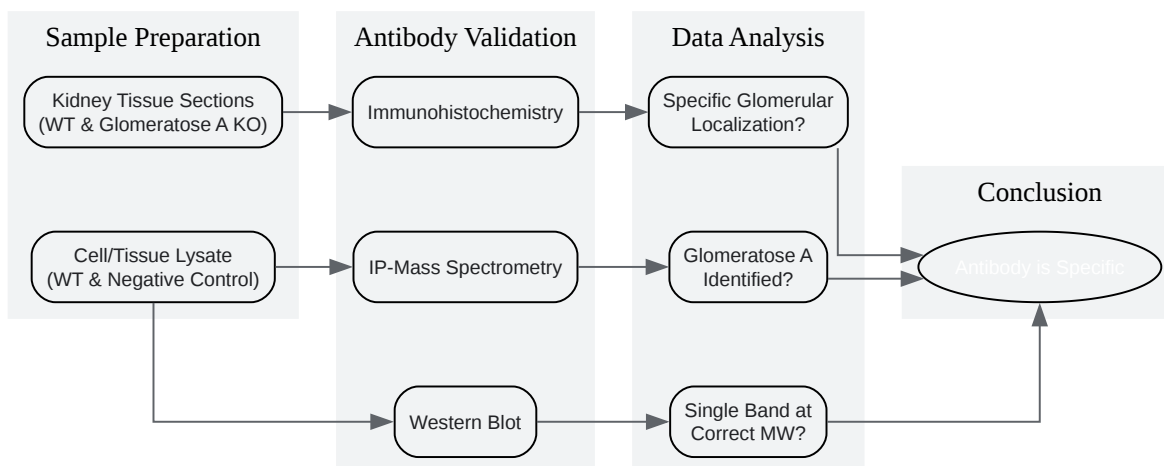 Sample Preparation
Kidney Tissue Sections
(WT & Glomeratose A KO)
Cell/Tissue Lysate
(WT & Negative Control)
Antibody Validation
Immunohistochemistry
IP-Mass Spectrometry
Western Blot
Data Analysis
Specific Glomerular
Localization?
Glomeratose A
Identified?
Single Band at
Correct MW?
Conclusion
Antibody is Specific